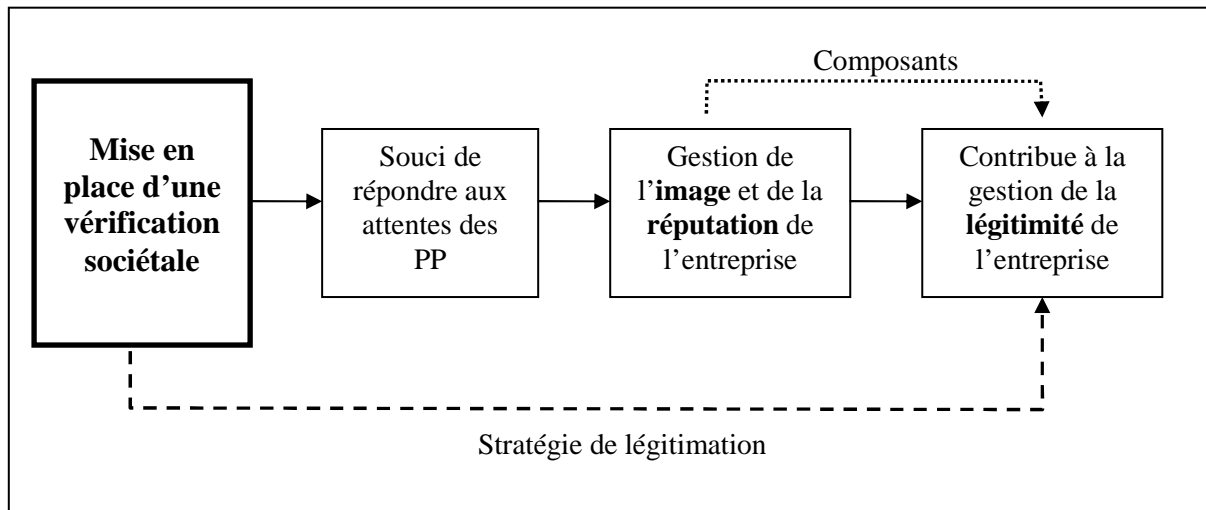 Composants
Mise en
place d’une
vérification
sociétale
Souci de
répondre aux
attentes des
PP
Gestion de
l’image et de la
réputation de
l’entreprise
Contribue à la
gestion de la
légitimité de
l’entreprise
Stratégie de légitimation